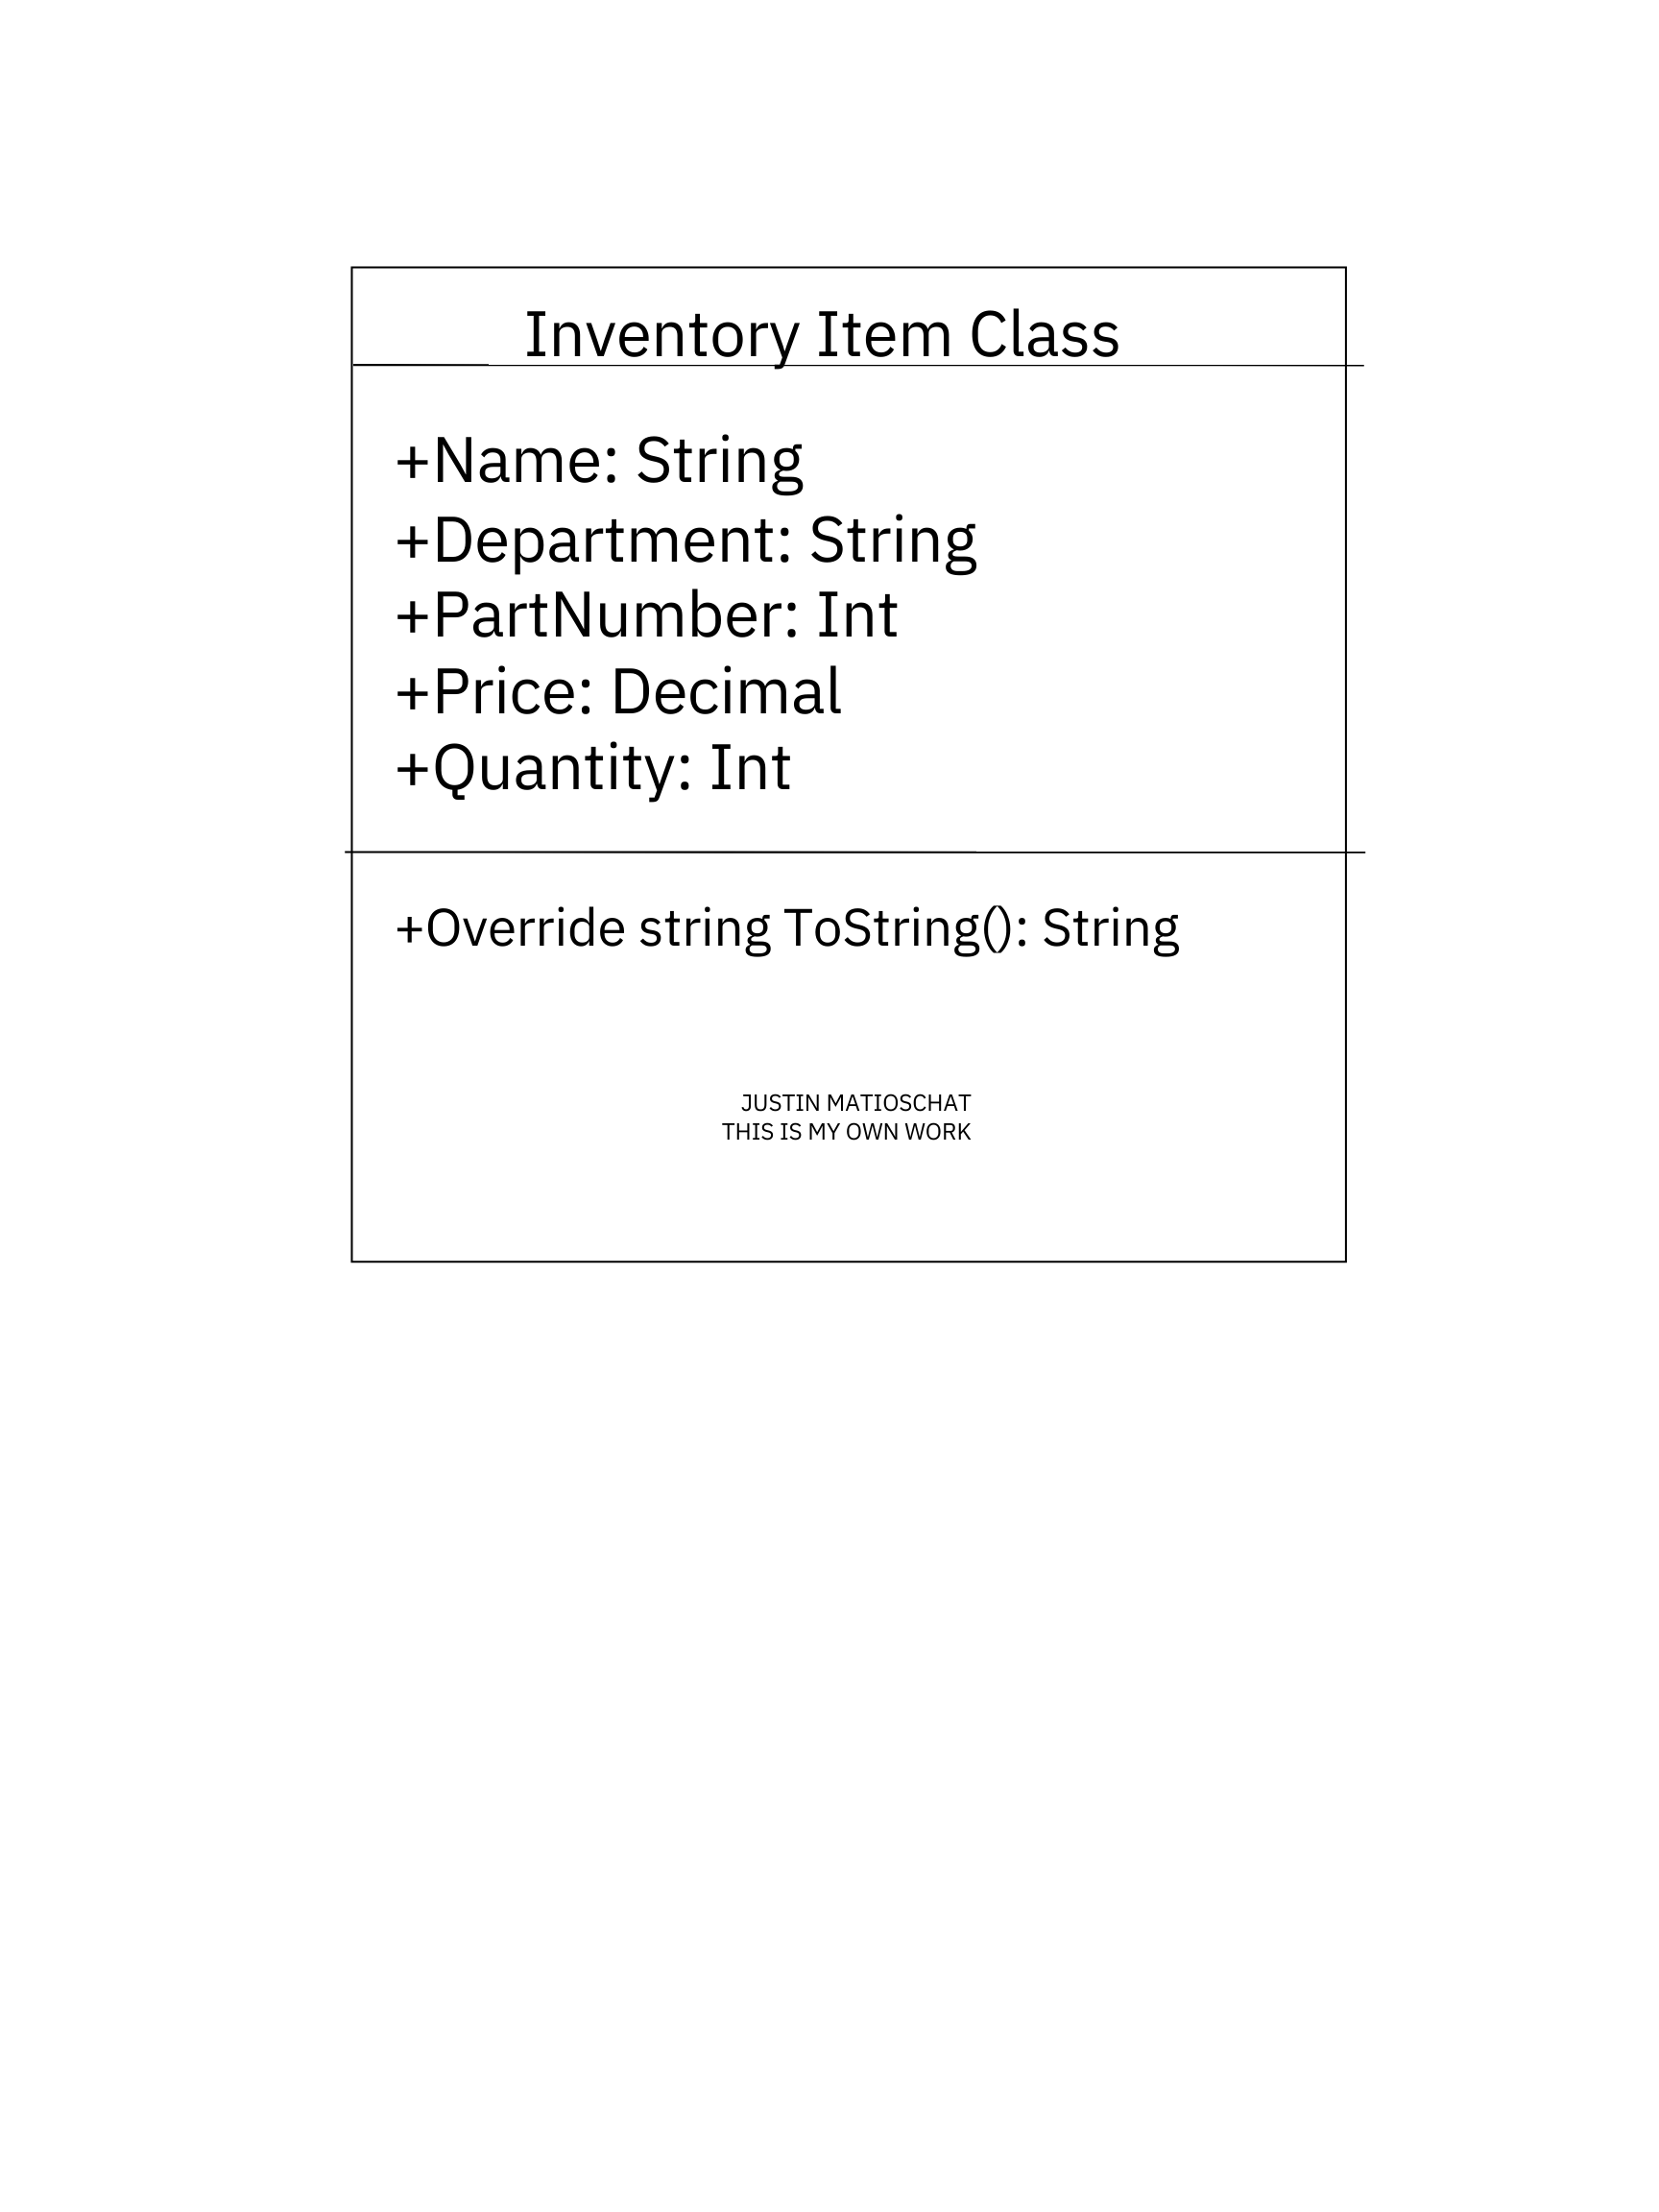 Inventory Item Class
+Name: String
+Department: String
+PartNumber: Int
+Price: Decimal
+Quantity: Int
+Override string ToString(): String
JUSTIN MATIOSCHAT
THIS IS MY OWN WORK